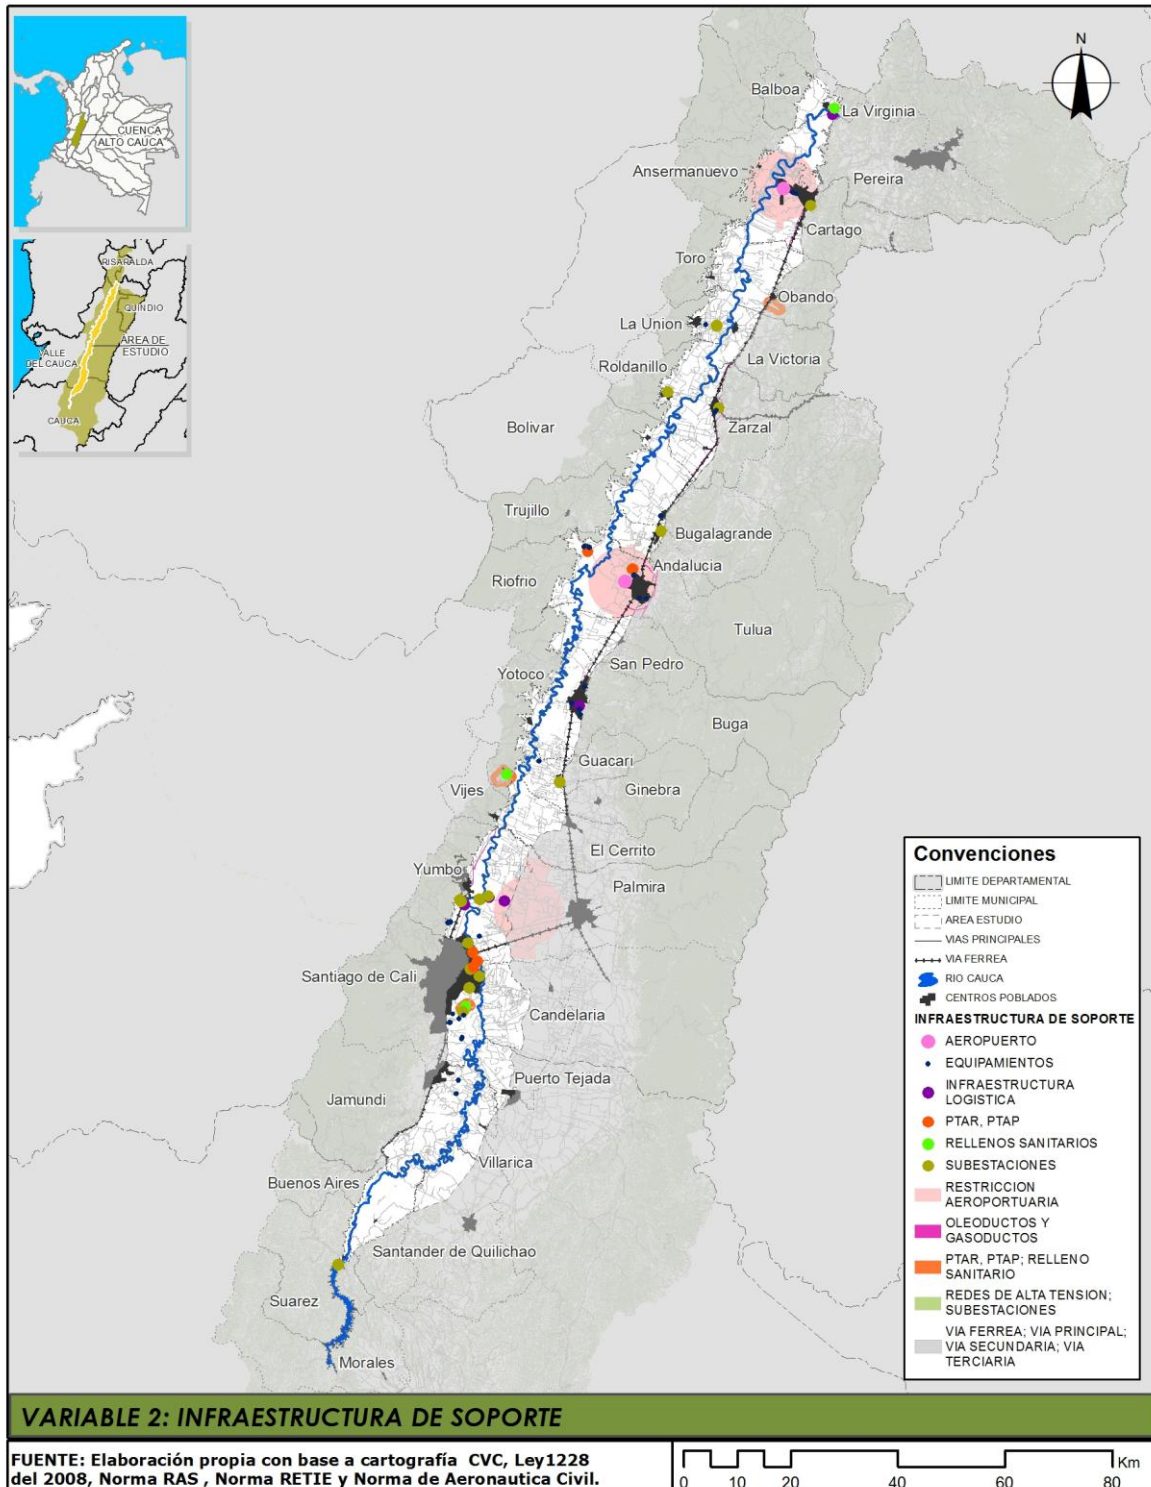 CUENCA
ALTO CAUCA
RISARALDA
QUINDIO
AREA DE
ESTUDIO
VALLE
DEL CAUCA
CAUCA
N
Balboa
La Virginia
Ansermanuevo
Pereira
Cartago
Toro
Obando
La Union
La Victoria
Roldanillo
Bolivar
Zarzal
Trujillo
Bugalagrande
Andalucia
Riofrio
Tulua
San Pedro
Yotoco
Buga
Guacari
Ginebra
Vijes
El Cerrito
Yumbo
Palmira
Santiago de Cali
Candelaria
Puerto Tejada
Jamundi
Villarica
Buenos Aires
Santander de Quilichao
Suarez
Morales
Convenciones
LIMITE DEPARTAMENTAL
LIMITE MUNICIPAL
AREA ESTUDIO
VIAS PRINCIPALES
VIA FERREA
RIO CAUCA
CENTROS POBLADOS
INFRAESTRUCTURA DE SOPORTE
AEROPUERTO
EQUIPAMIENTOS
INFRAESTRUCTURA
LOGISTICA
PTAR, PTAP
RELLENOS SANITARIOS
SUBESTACIONES
RESTRICCION
AEROPORTUARIA
OLEODUCTOS Y
GASODUCTOS
PTAR, PTAP; RELLENO
SANITARIO
REDES DE ALTA TENSION;
SUBESTACIONES
VIA FERREA; VIA PRINCIPAL;
VIA SECUNDARIA; VIA
TERCIARIA
VARIABLE 2: INFRAESTRUCTURA DE SOPORTE
FUENTE: Elaboración propia con base a cartografía CVC, Ley1228
del 2008, Norma RAS , Norma RETIE y Norma de Aeronautica Civil.
Km
0 10 20 40 60 80